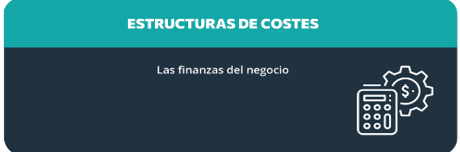 ESTRUCTURAS DE COSTES
Las finanzas del negocio
$